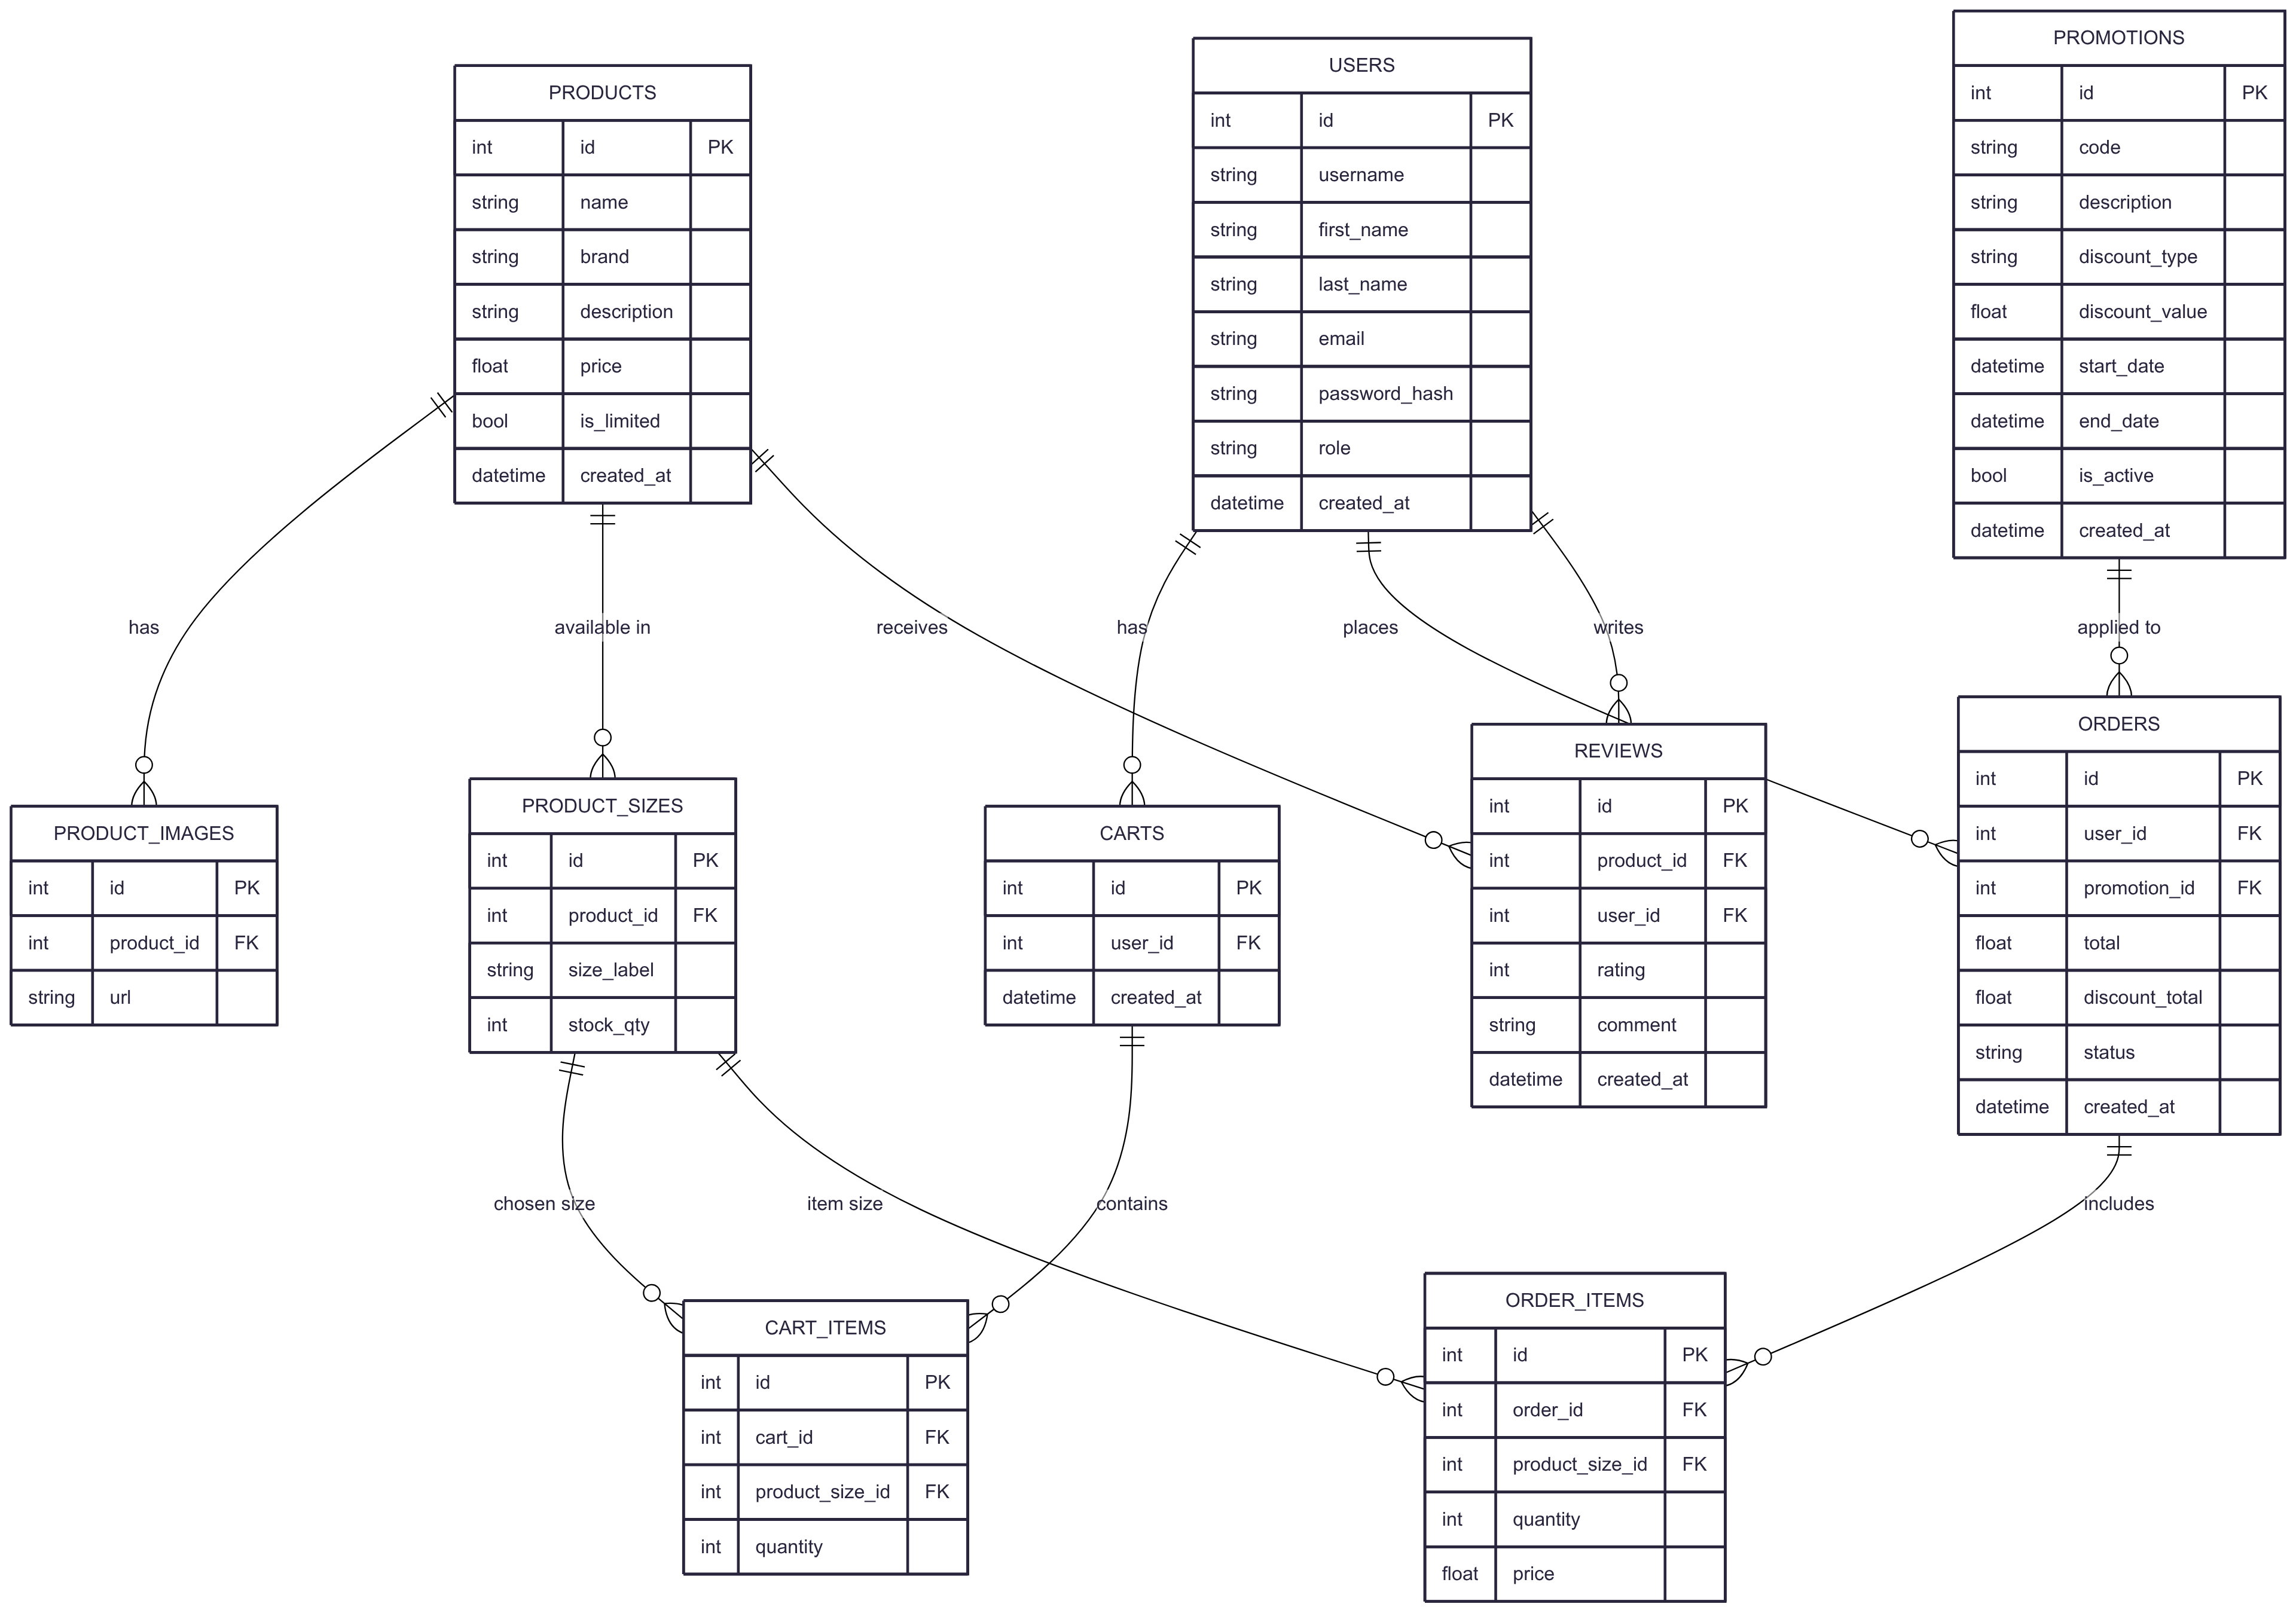 PRODUCTS
int id PK
string name
string brand
string description
float price
bool is_limited
datetime created_at
USERS
int id PK
string username
string first_name
string last_name
string email
string password_hash
string role
datetime created_at
PROMOTIONS
int id PK
string code
string description
string discount_type
float discount_value
datetime start_date
datetime end_date
bool is_active
datetime created_at
has
available in
receives
has
places
writes
applied to
PRODUCT_IMAGES
int id PK
int product_id FK
string url
PRODUCT_SIZES
int id PK
int product_id FK
string size_label
int stock_qty
CARTS
int id PK
int user_id FK
datetime created_at
REVIEWS
int id PK
int product_id FK
int user_id FK
int rating
string comment
datetime created_at
ORDERS
int id PK
int user_id FK
int promotion_id FK
float total
float discount_total
string status
datetime created_at
chosen size
item size
contains
includes
CART_ITEMS
int id PK
int cart_id FK
int product_size_id FK
int quantity
ORDER_ITEMS
int id PK
int order_id FK
int product_size_id FK
int quantity
float price